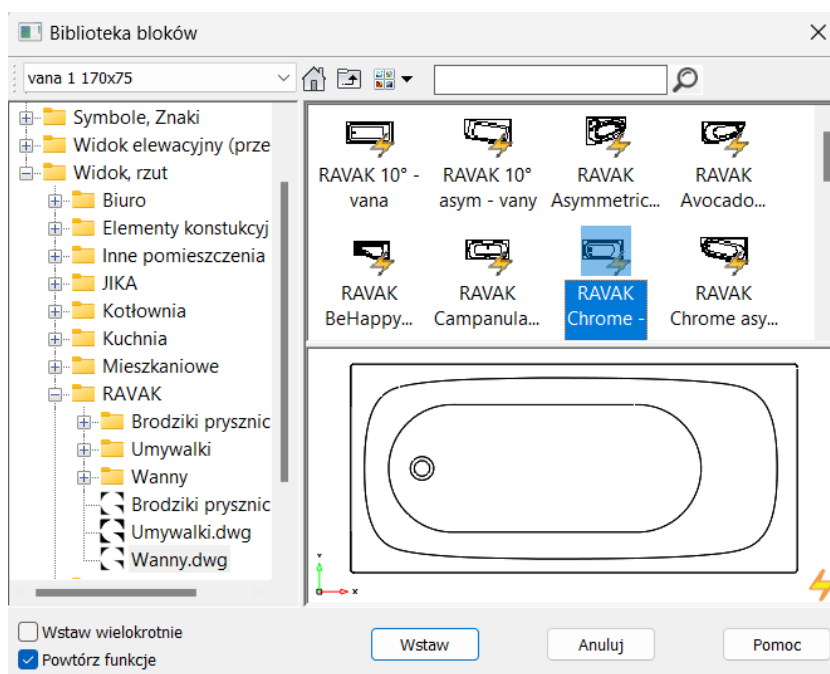 Biblioteka bloków
vana 1 170x75
Symbole, Znaki
Widok elewacyjny (prze
Widok, rzut
Biuro
Elementy konstukcyj
Inne pomieszczenia
JIKA
Kotłownia
Kuchnia
Mieszkaniowe
RAVAK
Brodziki prysznic
Umywalki
Wanny
Brodziki prysznic
Umywalki.dwg
Wanny.dwg
RAVAK 10° -
vana
RAVAK 10°
asym - vany
RAVAK
Asymmetric...
RAVAK
Avocado...
RAVAK
BeHappy...
RAVAK
Campanula...
RAVAK
Chrome -
RAVAK
Chrome asy...
Y
X
Wstaw wielokrotnie
Powtórz funkcje
Wstaw
Anuluj
Pomoc